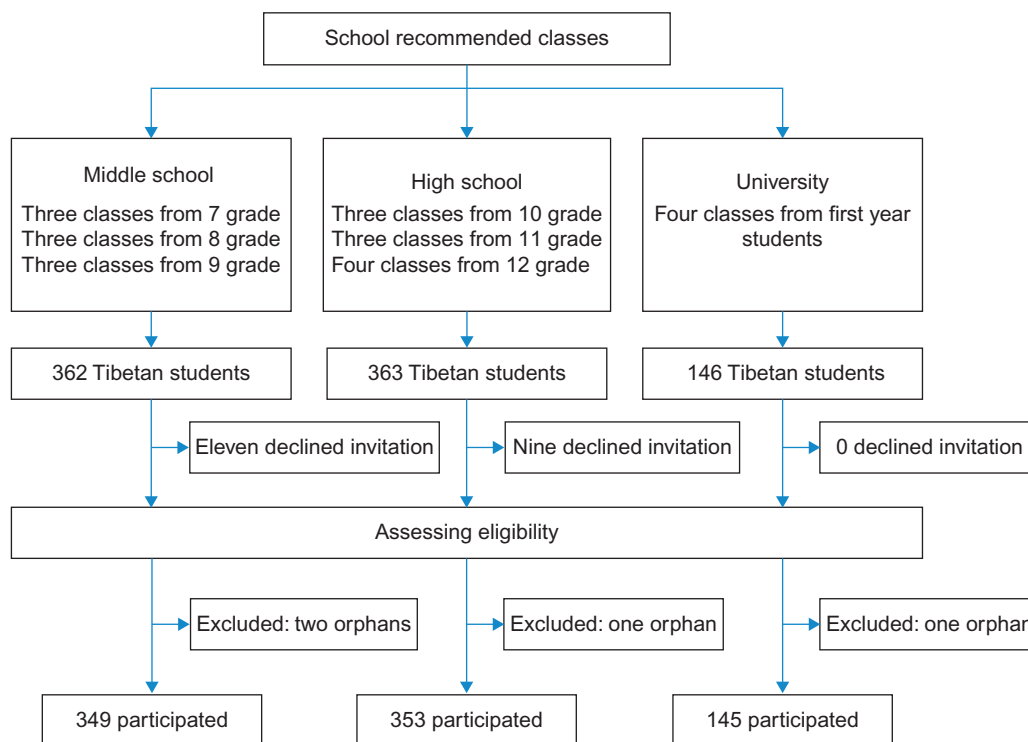 School recommended classes
Middle school
Three classes from 7 grade
Three classes from 8 grade
Three classes from 9 grade
High school
Three classes from 10 grade
Three classes from 11 grade
Four classes from 12 grade
University
Four classes from first year
students
362 Tibetan students
363 Tibetan students
146 Tibetan students
Eleven declined invitation
Nine declined invitation
0 declined invitation
Assessing eligibility
Excluded: two orphans
Excluded: one orphan
Excluded: one orphan
349 participated
353 participated
145 participated